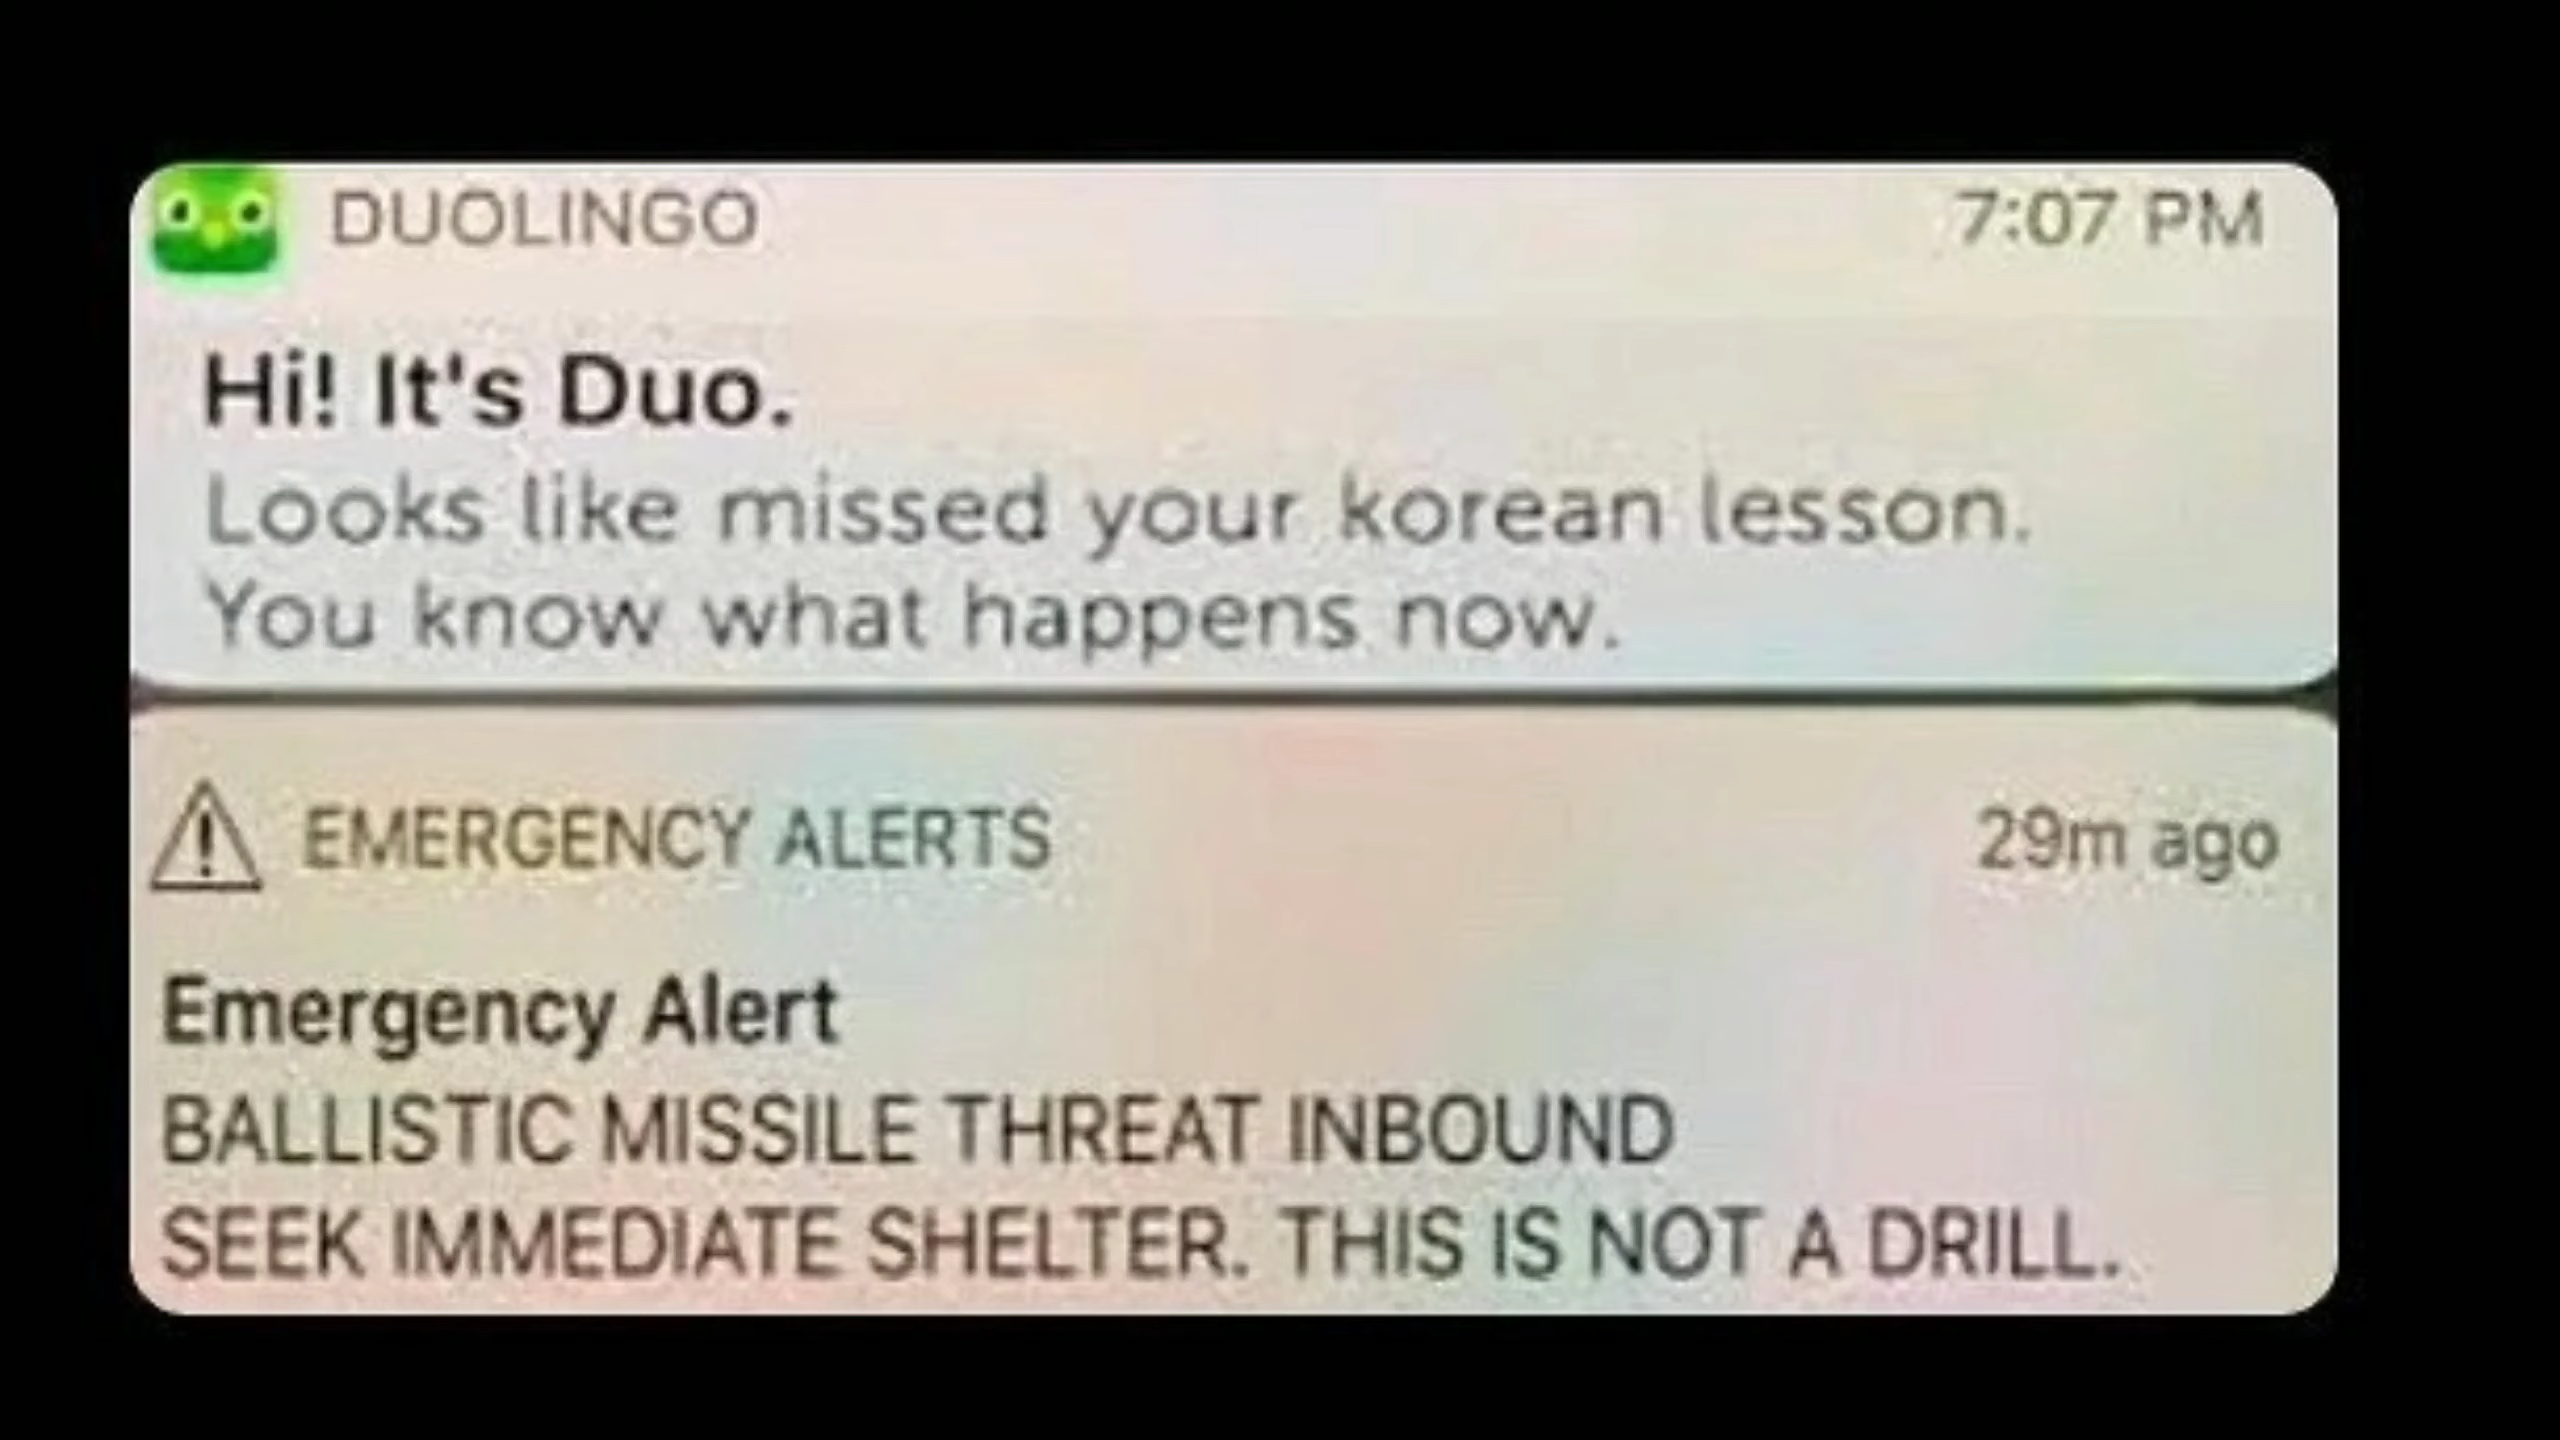 DUOLINGO 7:07 PM
Hi! It's Duo.
Looks like missed your korean lesson.
You know what happens now.
EMERGENCY ALERTS 29m ago
Emergency Alert
BALLISTIC MISSILE THREAT INBOUND
SEEK IMMEDIATE SHELTER. THIS IS NOT A DRILL.